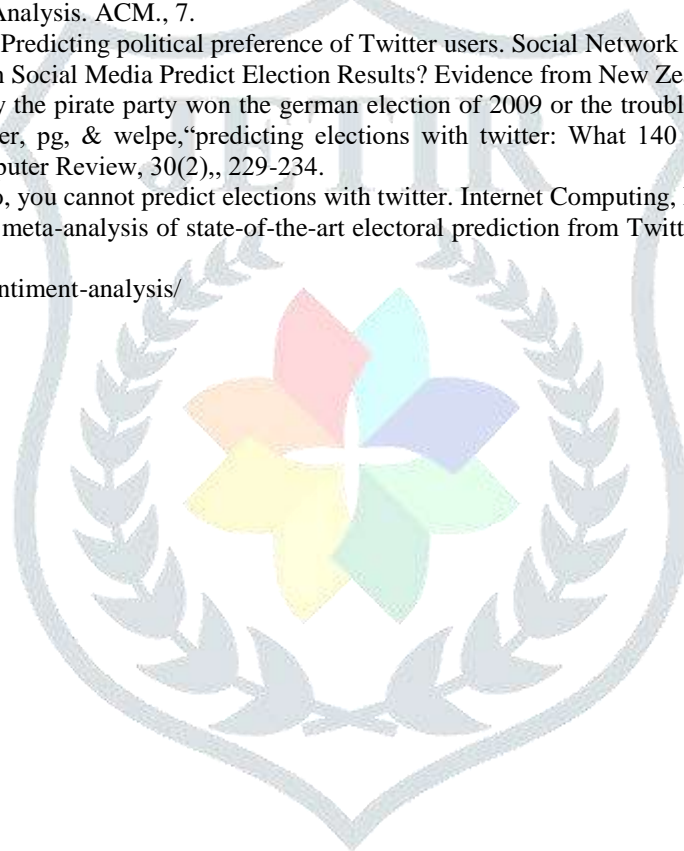 Analysis. ACM., 7.
Predicting political preference of Twitter users. Social Network
Social Media Predict Election Results? Evidence from New Zea
the pirate party won the german election of 2009 or the troubl
er, pg, & welpe,“predicting elections with twitter: What 140
puter Review, 30(2),, 229-234.
o, you cannot predict elections with twitter. Internet Computing,
meta-analysis of state-of-the-art electoral prediction from Twitt
ntiment-analysis/
JETIR